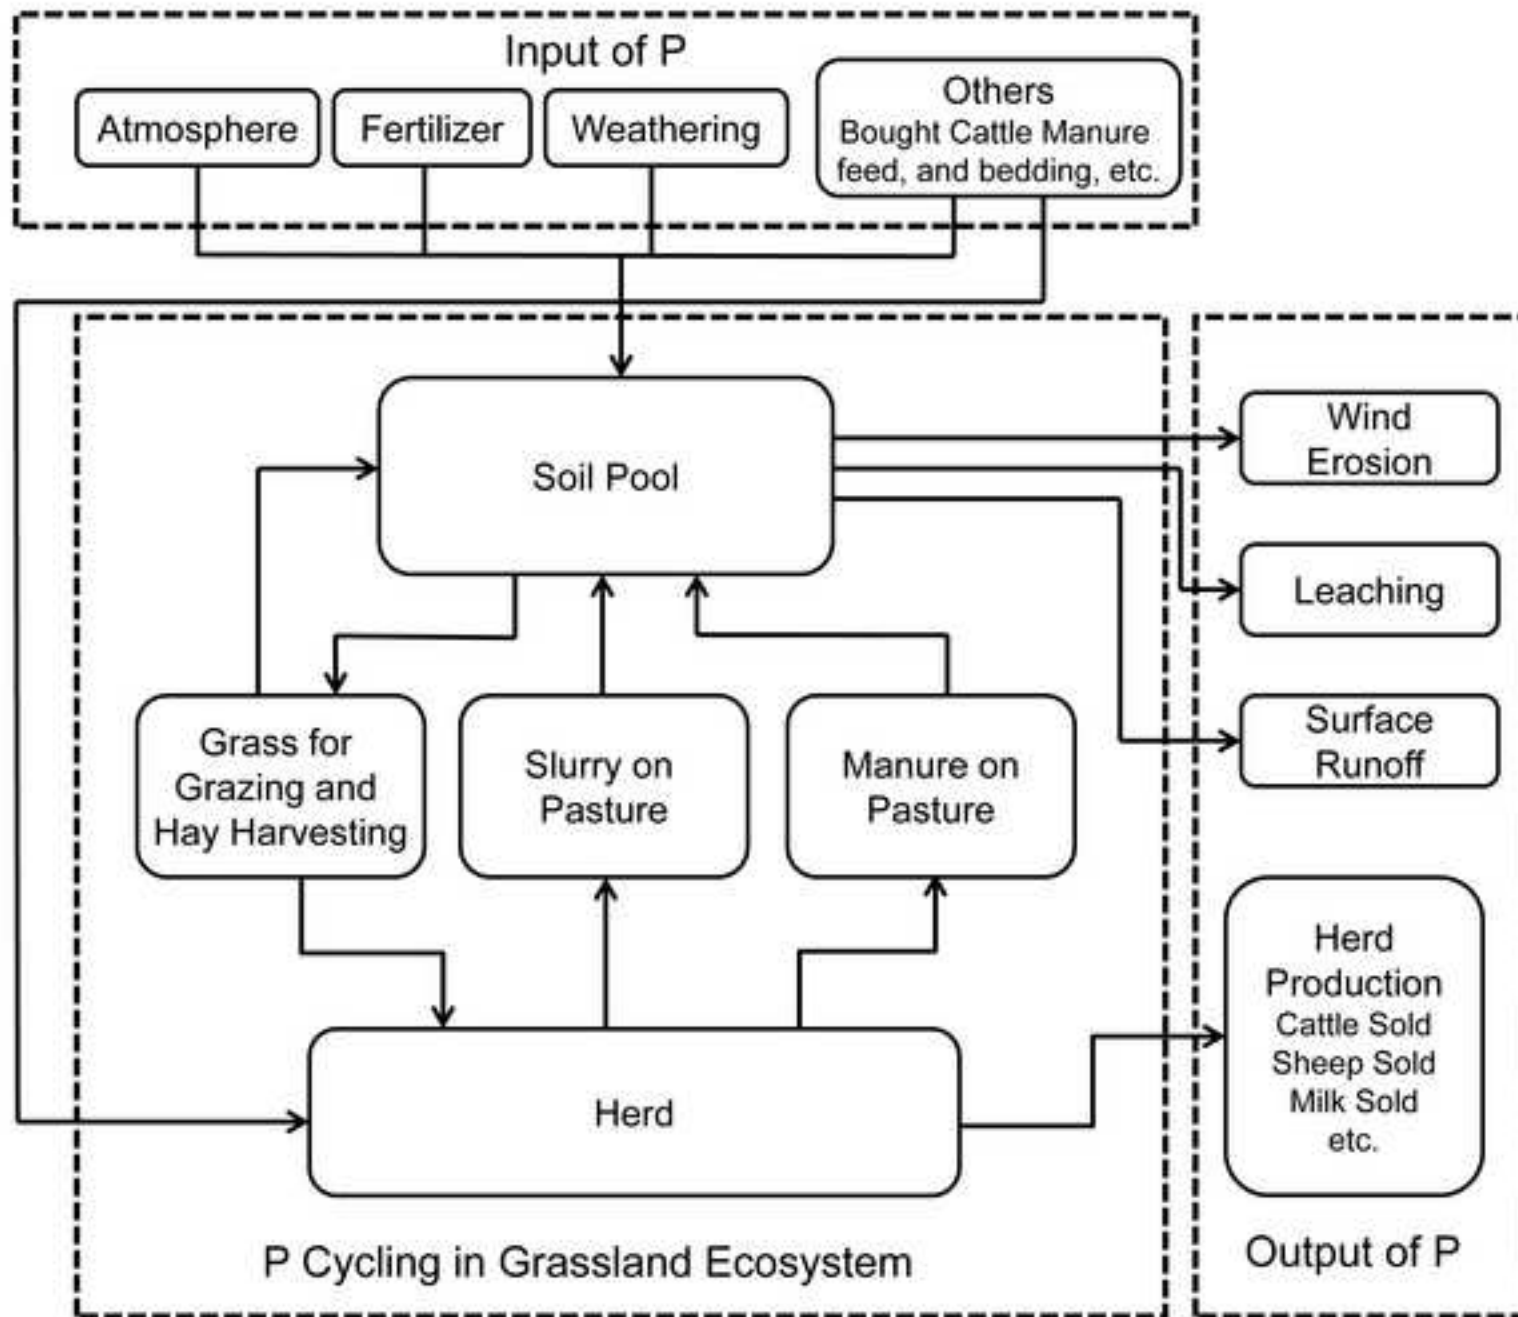 Input of P
Atmosphere
Fertilizer
Weathering
Others
Bought Cattle Manure
feed, and bedding, etc.
Soil Pool
Wind
Erosion
Leaching
Surface
Runoff
Grass for
Grazing and
Hay Harvesting
Slurry on
Pasture
Manure on
Pasture
Herd
Herd
Production
Cattle Sold
Sheep Sold
Milk Sold
etc.
P Cycling in Grassland Ecosystem
Output of P